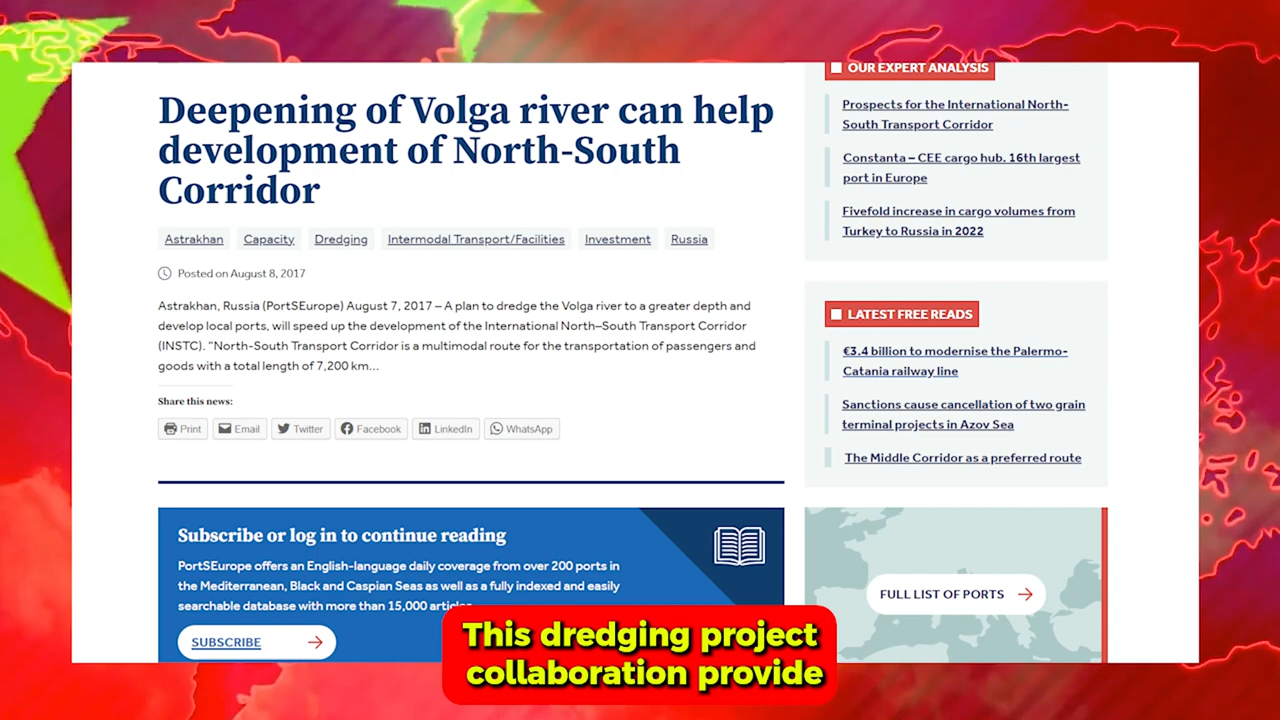 Deepening of Volga river can help
development of North-South
Corridor
Astrakhan Capacity Dredging Intermodal Transport/Facilities Investment Russia
Posted on August 8, 2017
Astrakhan, Russia (PortSEurope) August 7, 2017 – A plan to dredge the Volga river to a greater depth and
develop local ports, will speed up the development of the International North–South Transport Corridor
(INSTC). "North-South Transport Corridor is a multimodal route for the transportation of passengers and
goods with a total length of 7,200 km…
Share this news:
Print Email Twitter Facebook LinkedIn WhatsApp
Subscribe or log in to continue reading
PortSEurope offers an English-language daily coverage from over 200 ports in
the Mediterranean, Black and Caspian Seas as well as a fully indexed and easily
searchable database with more than 15,000
SUBSCRIBE
OUR EXPERT ANALYSIS
Prospects for the International North-
South Transport Corridor
Constanta – CEE cargo hub. 16th largest
port in Europe
Fivefold increase in cargo volumes from
Turkey to Russia in 2022
LATEST FREE READS
€3.4 billion to modernise the Palermo-
Catania railway line
Sanctions cause cancellation of two grain
terminal projects in Azov Sea
The Middle Corridor as a preferred route
FULL LIST OF PORTS
This dredging project
collaboration provide